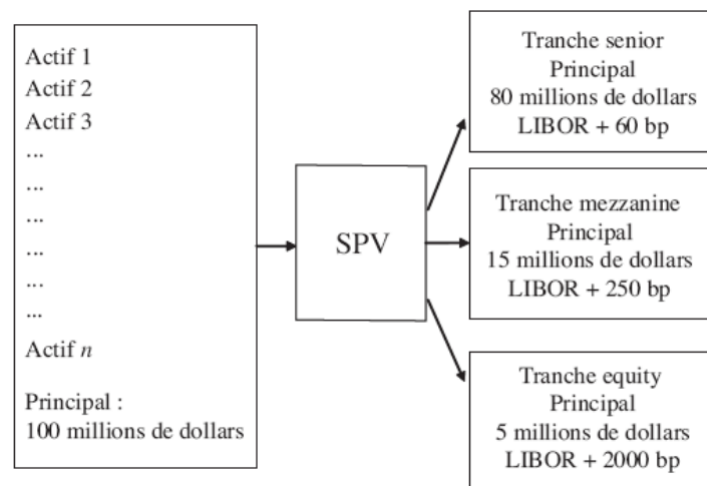 Actif 1
Actif 2
Actif 3
...
...
...
...
...
...
Actif n
Principal :
100 millions de dollars
SPV
Tranche senior
Principal
80 millions de dollars
LIBOR + 60 bp
Tranche mezzanine
Principal
15 millions de dollars
LIBOR + 250 bp
Tranche equity
Principal
5 millions de dollars
LIBOR + 2000 bp